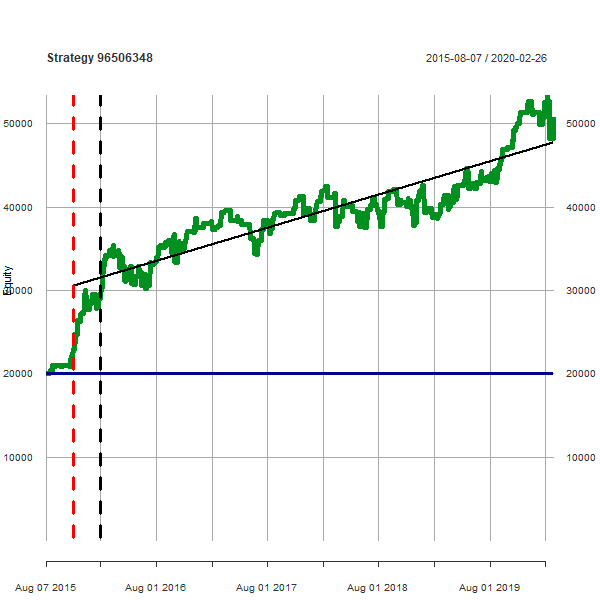 Strategy 96506348
2015-08-07 / 2020-02-26
50000
50000
40000
40000
Equity
30000
30000
20000
20000
10000
10000
Aug 07 2015
Aug 01 2016
Aug 01 2017
Aug 01 2018
Aug 01 2019